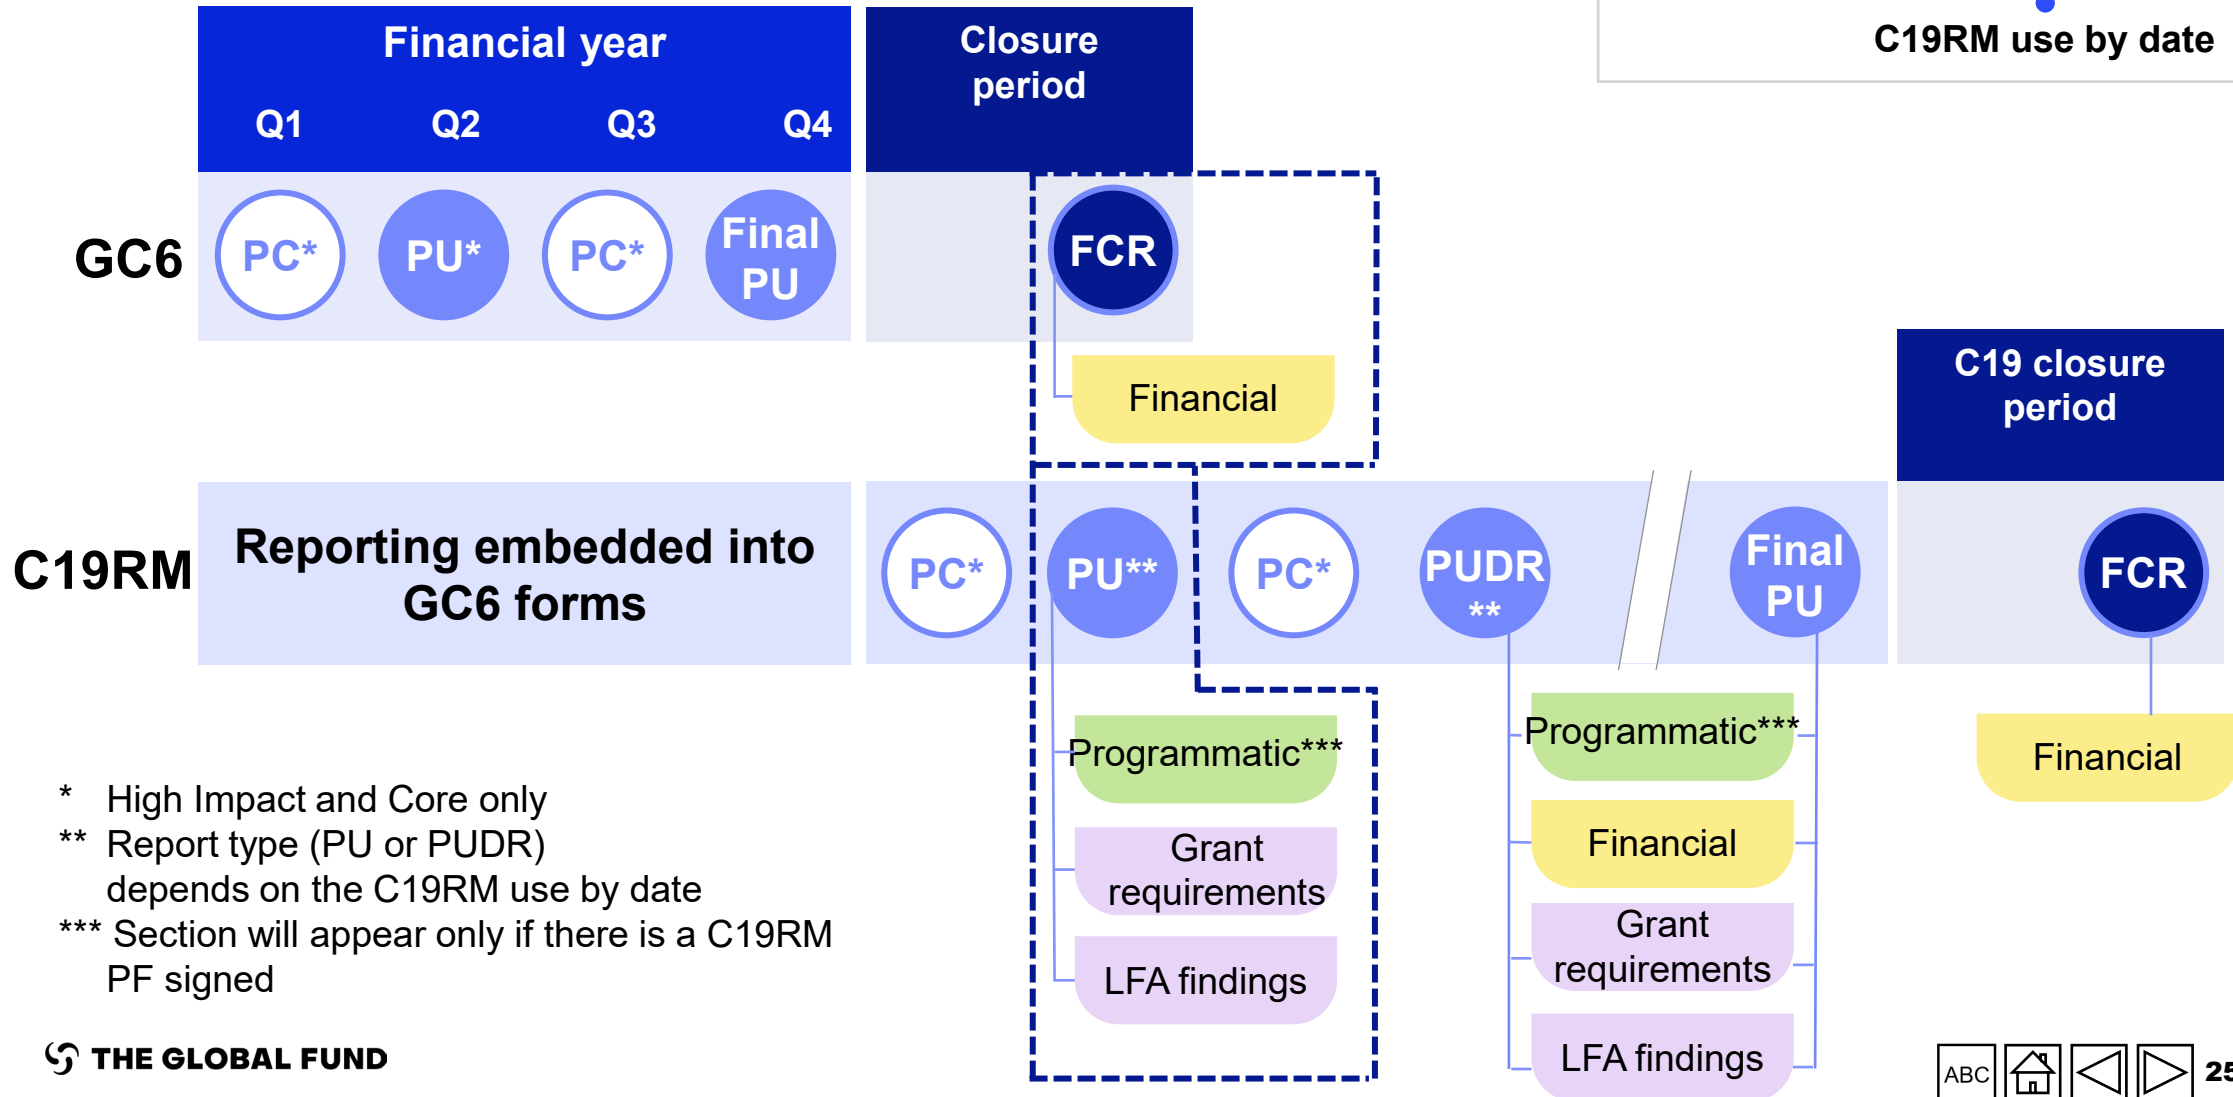 Financial year
Q1 Q2 Q3 Q4
Closure
period
C19RM use by date
GC6
PC*
PU*
PC*
Final
PU
FCR
Financial
C19 closure
period
C19RM
Reporting embedded into
GC6 forms
PC*
PU**
PC*
PUDR
**
Final
PU
FCR
Programmatic***
Grant
requirements
LFA findings
Programmatic***
Financial
Grant
requirements
LFA findings
Financial
* High Impact and Core only
** Report type (PU or PUDR)
depends on the C19RM use by date
*** Section will appear only if there is a C19RM
PF signed
THE GLOBAL FUND
ABC
25